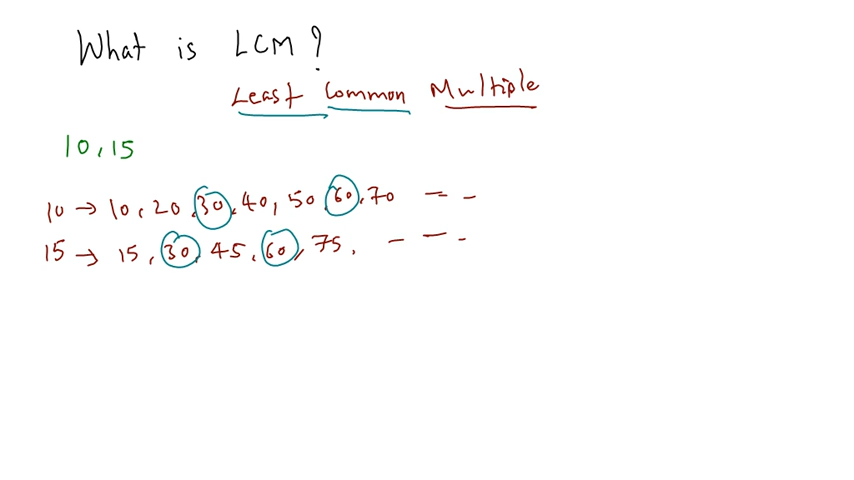 What is LCM?
Least Common Multiple
10, 15
10 → 10, 20, 30, 40, 50, 60, 70 – –
15 → 15, 30, 45, 60, 75, – – –